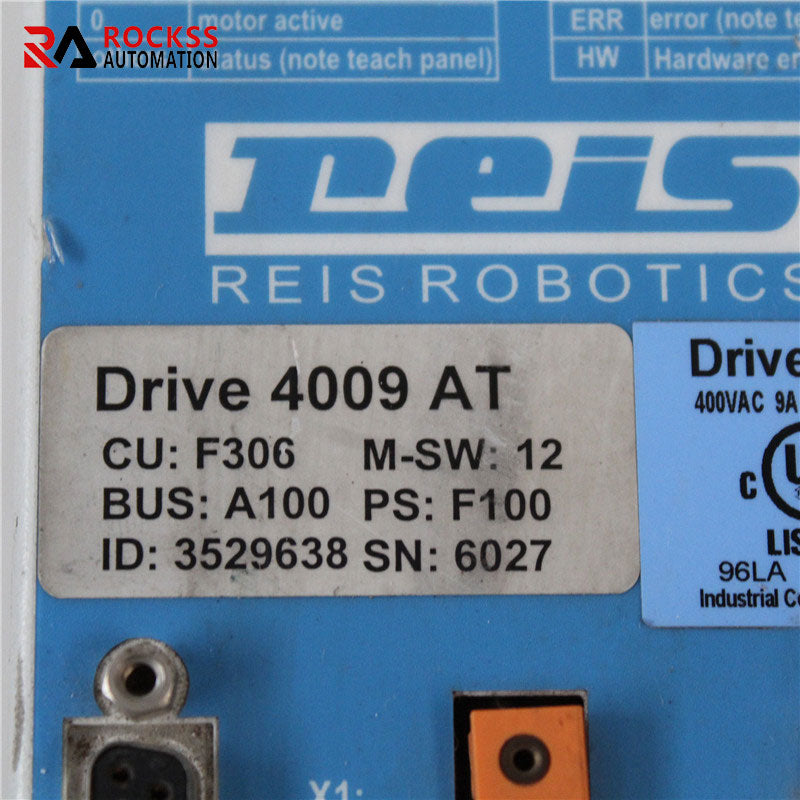 0 motor active
ERR error (note te
ROCKSS
AUTOMATION
status (note teach panel)
HW Hardware er
reis
REIS ROBOTICS
Drive 4009 AT
CU: F306 M-SW: 12
BUS: A100 PS: F100
ID: 3529638 SN: 6027
Drive
400VAC 9A
C
LIS
96LA
Industrial Co
X1: